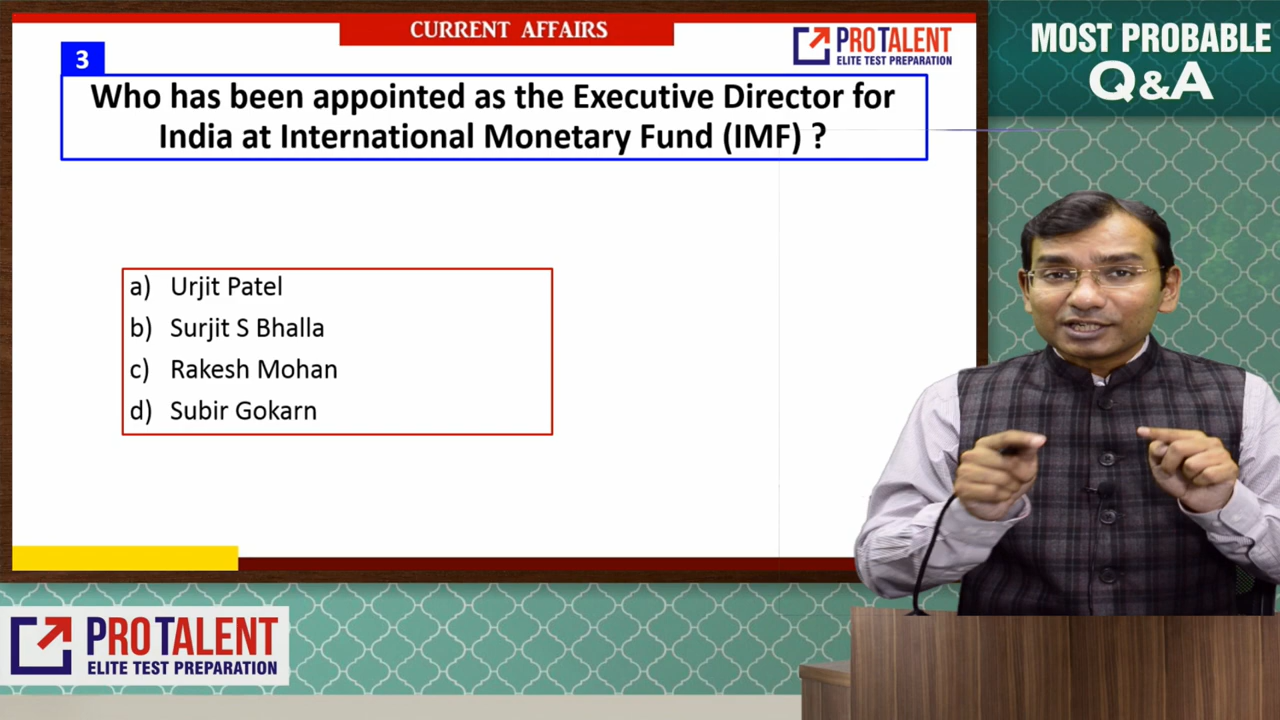 CURRENT AFFAIRS
PROTALENT
ELITE TEST PREPARATION
MOST PROBABLE
Q&A
3
Who has been appointed as the Executive Director for
India at International Monetary Fund (IMF) ?
a) Urjit Patel
b) Surjit S Bhalla
c) Rakesh Mohan
d) Subir Gokarn
PROTALENT
ELITE TEST PREPARATION